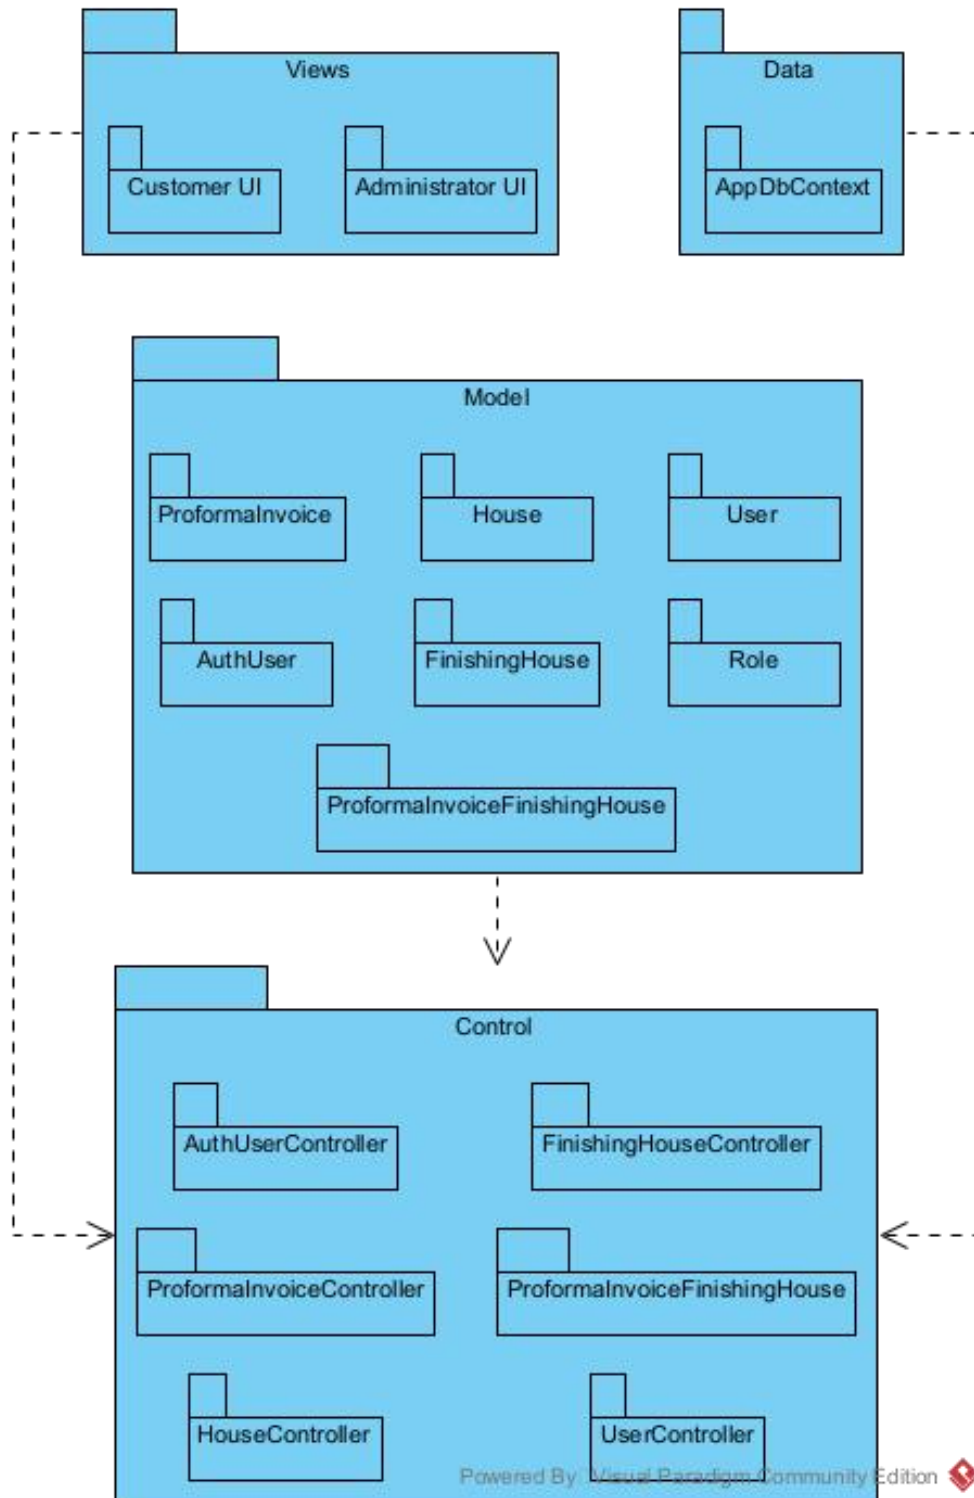 Views
Data
Customer UI
Administrator UI
AppDbContext
Model
ProformaInvoice
House
User
AuthUser
FinishingHouse
Role
ProformaInvoiceFinishingHouse
Control
AuthUserController
FinishingHouseController
ProformaInvoiceController
ProformaInvoiceFinishingHouse
HouseController
UserController
Powered By Visual Paradigm Community Edition